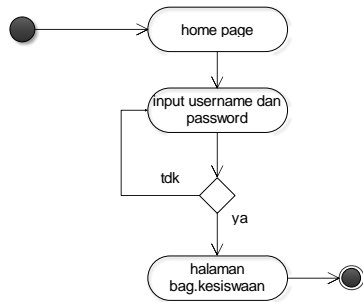 home page
input username dan
password
tdk
ya
halaman
bag.kesiswaan